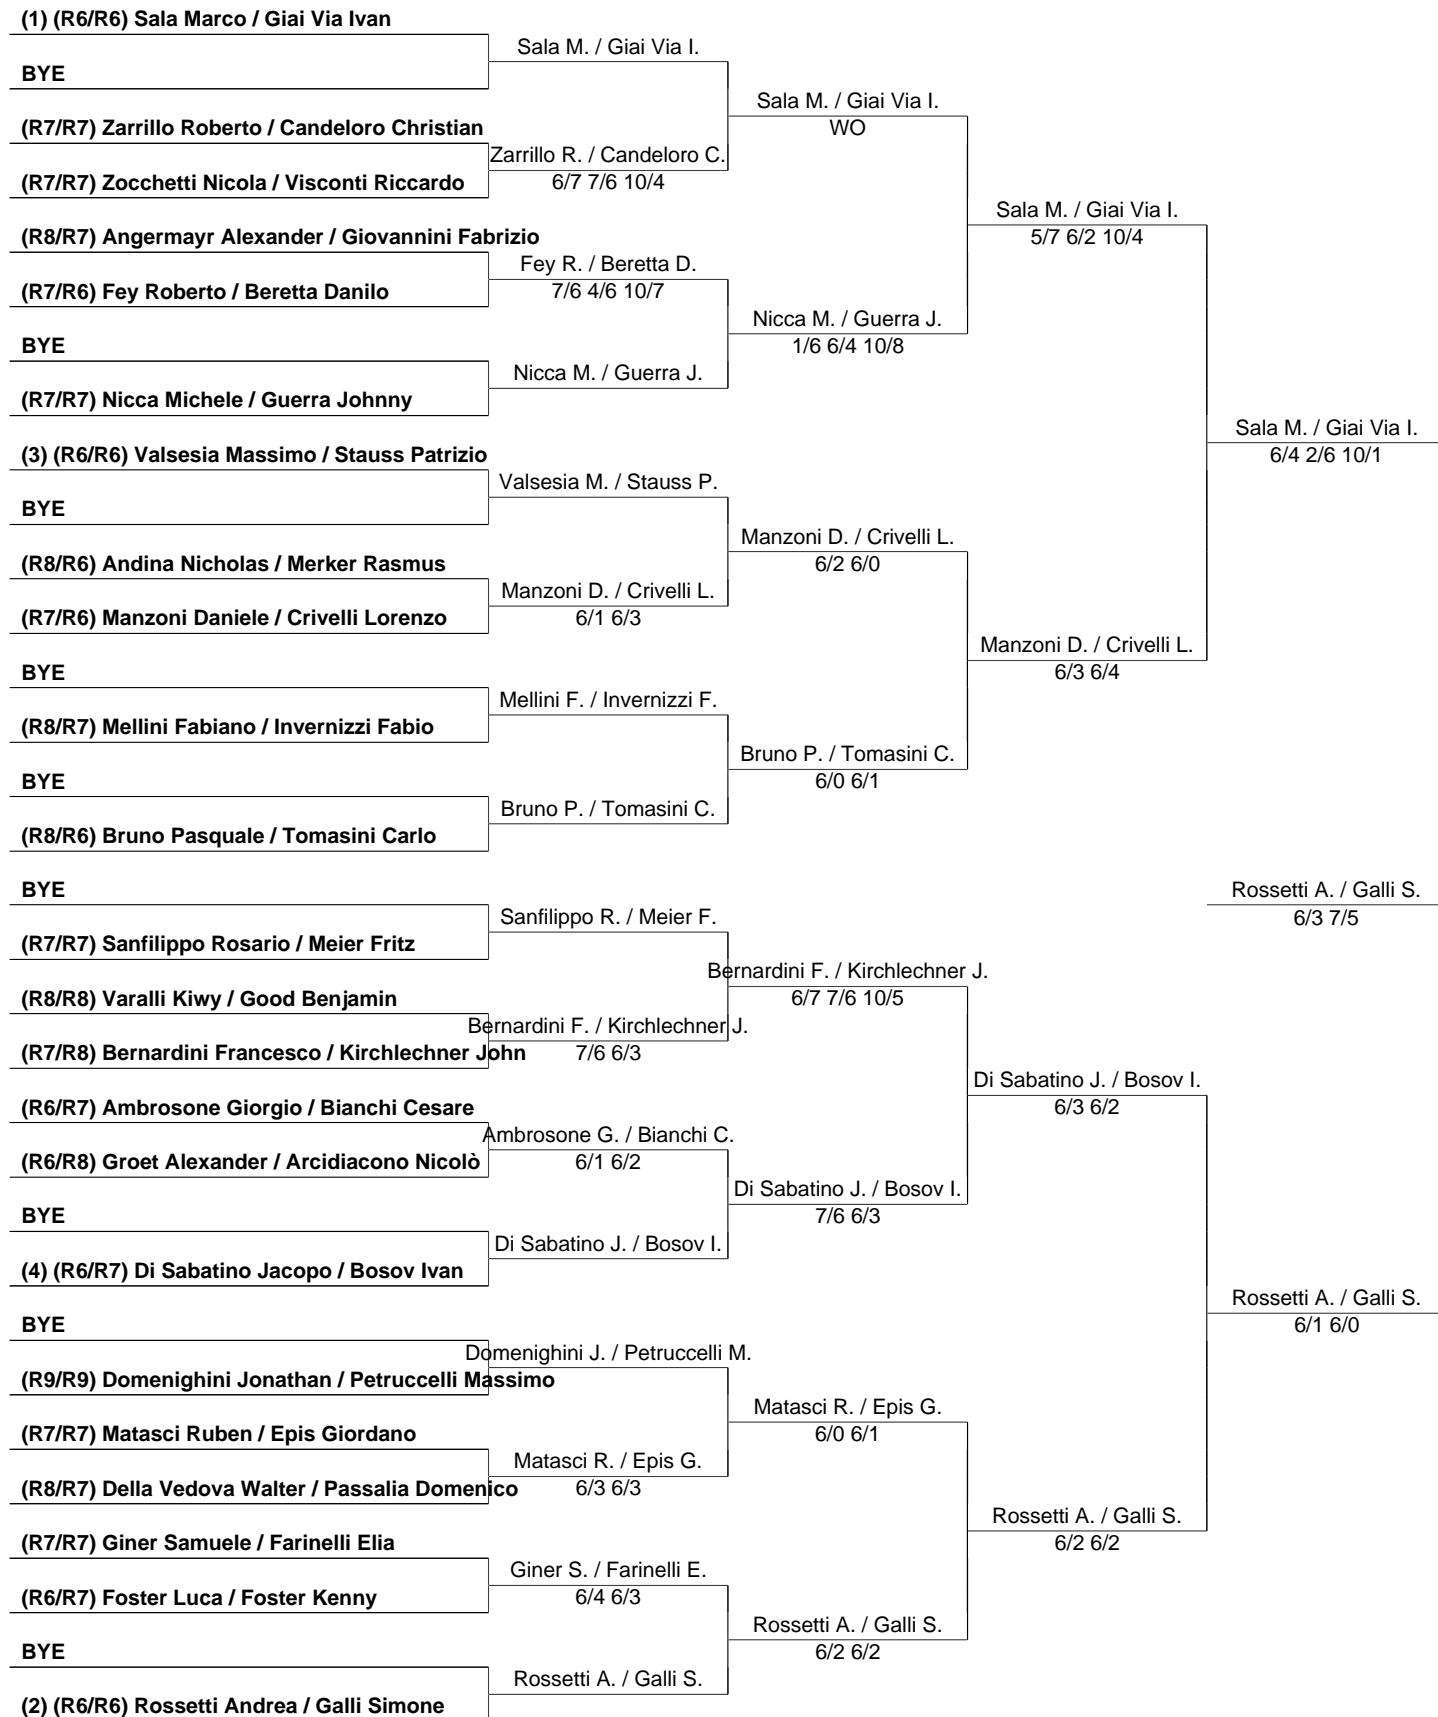 (1) (R6/R6) Sala Marco / Giai Via Ivan
Sala M. / Giai Via I.
BYE
Sala M. / Giai Via I.
WO
(R7/R7) Zarrillo Roberto / Candeloro Christian
Zarrillo R. / Candeloro C.
6/7 7/6 10/4
(R7/R7) Zocchetti Nicola / Visconti Riccardo
Sala M. / Giai Via I.
5/7 6/2 10/4
(R8/R7) Angermayr Alexander / Giovannini Fabrizio
Fey R. / Beretta D.
7/6 4/6 10/7
(R7/R6) Fey Roberto / Beretta Danilo
Nicca M. / Guerra J.
1/6 6/4 10/8
BYE
Nicca M. / Guerra J.
(R7/R7) Nicca Michele / Guerra Johnny
Sala M. / Giai Via I.
6/4 2/6 10/1
(3) (R6/R6) Valsesia Massimo / Stauss Patrizio
Valsesia M. / Stauss P.
BYE
Manzoni D. / Crivelli L.
6/2 6/0
(R8/R6) Andina Nicholas / Merker Rasmus
Manzoni D. / Crivelli L.
6/1 6/3
(R7/R6) Manzoni Daniele / Crivelli Lorenzo
Manzoni D. / Crivelli L.
6/3 6/4
BYE
Mellini F. / Invernizzi F.
(R8/R7) Mellini Fabiano / Invernizzi Fabio
Bruno P. / Tomasini C.
6/0 6/1
BYE
Bruno P. / Tomasini C.
(R8/R6) Bruno Pasquale / Tomasini Carlo
BYE
Rossetti A. / Galli S.
6/3 7/5
Sanfilippo R. / Meier F.
(R7/R7) Sanfilippo Rosario / Meier Fritz
Bernardini F. / Kirchlechner J.
6/7 7/6 10/5
(R8/R8) Varalli Kiwy / Good Benjamin
Bernardini F. / Kirchlechner J.
7/6 6/3
(R7/R8) Bernardini Francesco / Kirchlechner John
Di Sabatino J. / Bosov I.
6/3 6/2
(R6/R7) Ambrosone Giorgio / Bianchi Cesare
Ambrosone G. / Bianchi C.
6/1 6/2
(R6/R8) Groet Alexander / Arcidiacono Nicolò
Di Sabatino J. / Bosov I.
7/6 6/3
BYE
Di Sabatino J. / Bosov I.
(4) (R6/R7) Di Sabatino Jacopo / Bosov Ivan
Rossetti A. / Galli S.
6/1 6/0
BYE
Domenighini J. / Petruccelli M.
(R9/R9) Domenighini Jonathan / Petruccelli Massimo
Matasci R. / Epis G.
6/0 6/1
(R7/R7) Matasci Ruben / Epis Giordano
Matasci R. / Epis G.
6/3 6/3
(R8/R7) Della Vedova Walter / Passalia Domenico
Rossetti A. / Galli S.
6/2 6/2
(R7/R7) Giner Samuele / Farinelli Elia
Giner S. / Farinelli E.
6/4 6/3
(R6/R7) Foster Luca / Foster Kenny
Rossetti A. / Galli S.
6/2 6/2
BYE
Rossetti A. / Galli S.
(2) (R6/R6) Rossetti Andrea / Galli Simone